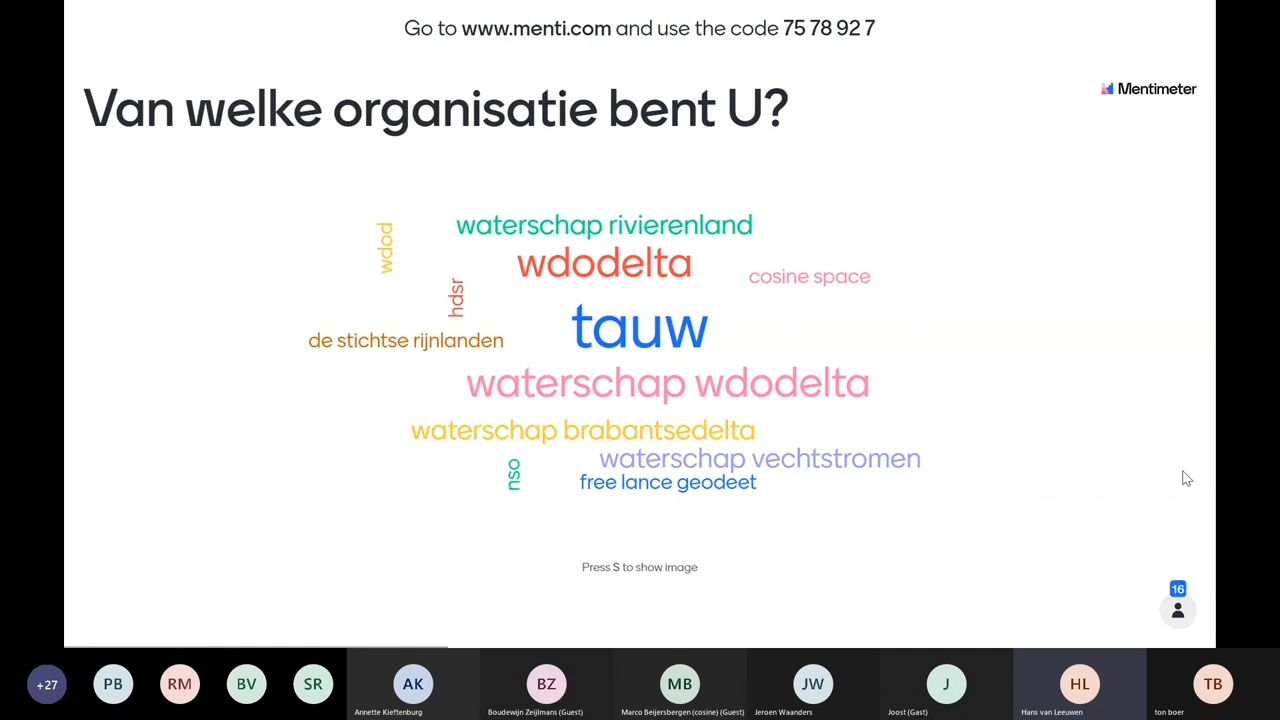 Go to www.menti.com and use the code 75 78 92 7
Mentimeter
Van welke organisatie bent U?
waterschap rivierenland
wdod
wdodelta
cosine space
hdsr
tauw
de stichtse rijnlanden
waterschap wdodelta
waterschap brabantsedelta
waterschap vechtstromen
nso
free lance geodeet
Press S to show image
16
+27
PB
RM
BV
SR
AK
Annette Kieftenburg
BZ
Boudewijn Zeijlmans (Guest)
MB
Marco Beijersbergen (cosine) (Guest)
JW
Jeroen Waanders
J
Joost (Gast)
HL
Hans van Leeuwen
TB
ton boer